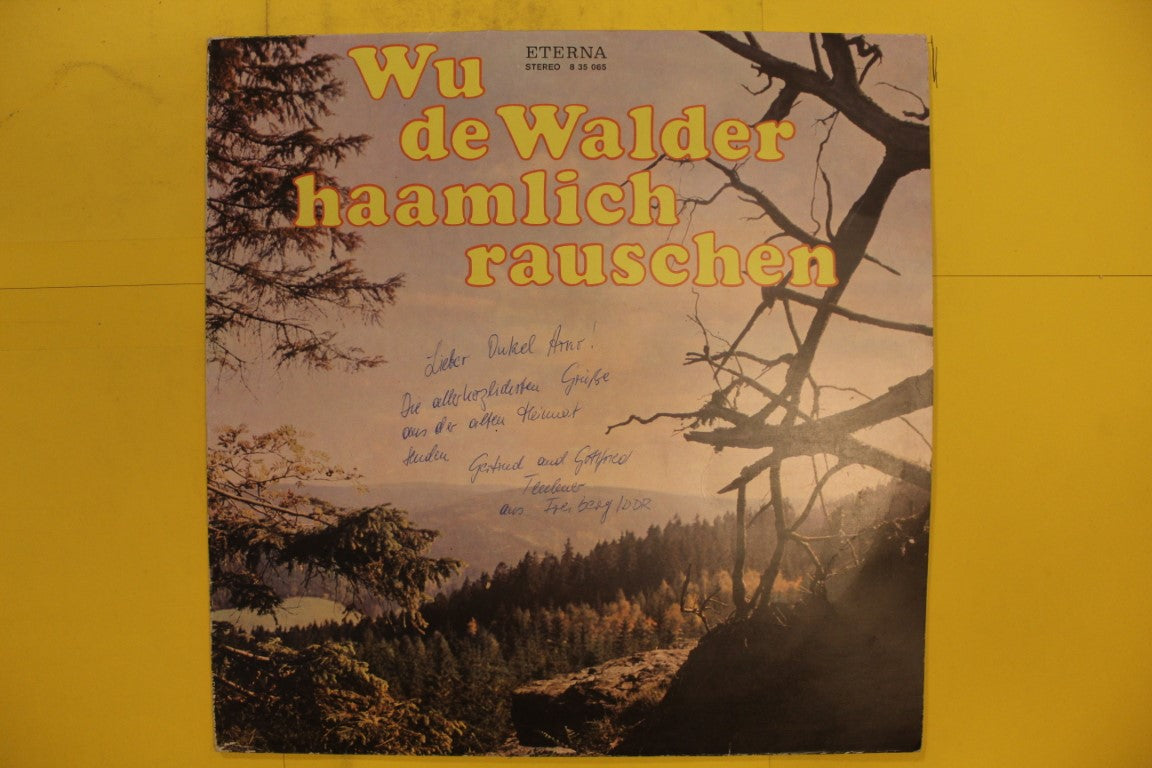 ETERNA
STEREO 8 35 065
Wu
de Walder
haamlich
rauschen
Lieber Onkel Arno!
Die allerherzlichsten Grüße
aus der alten Heimat
senden
Gertrud und Gottfried
aus Freiberg/DDR